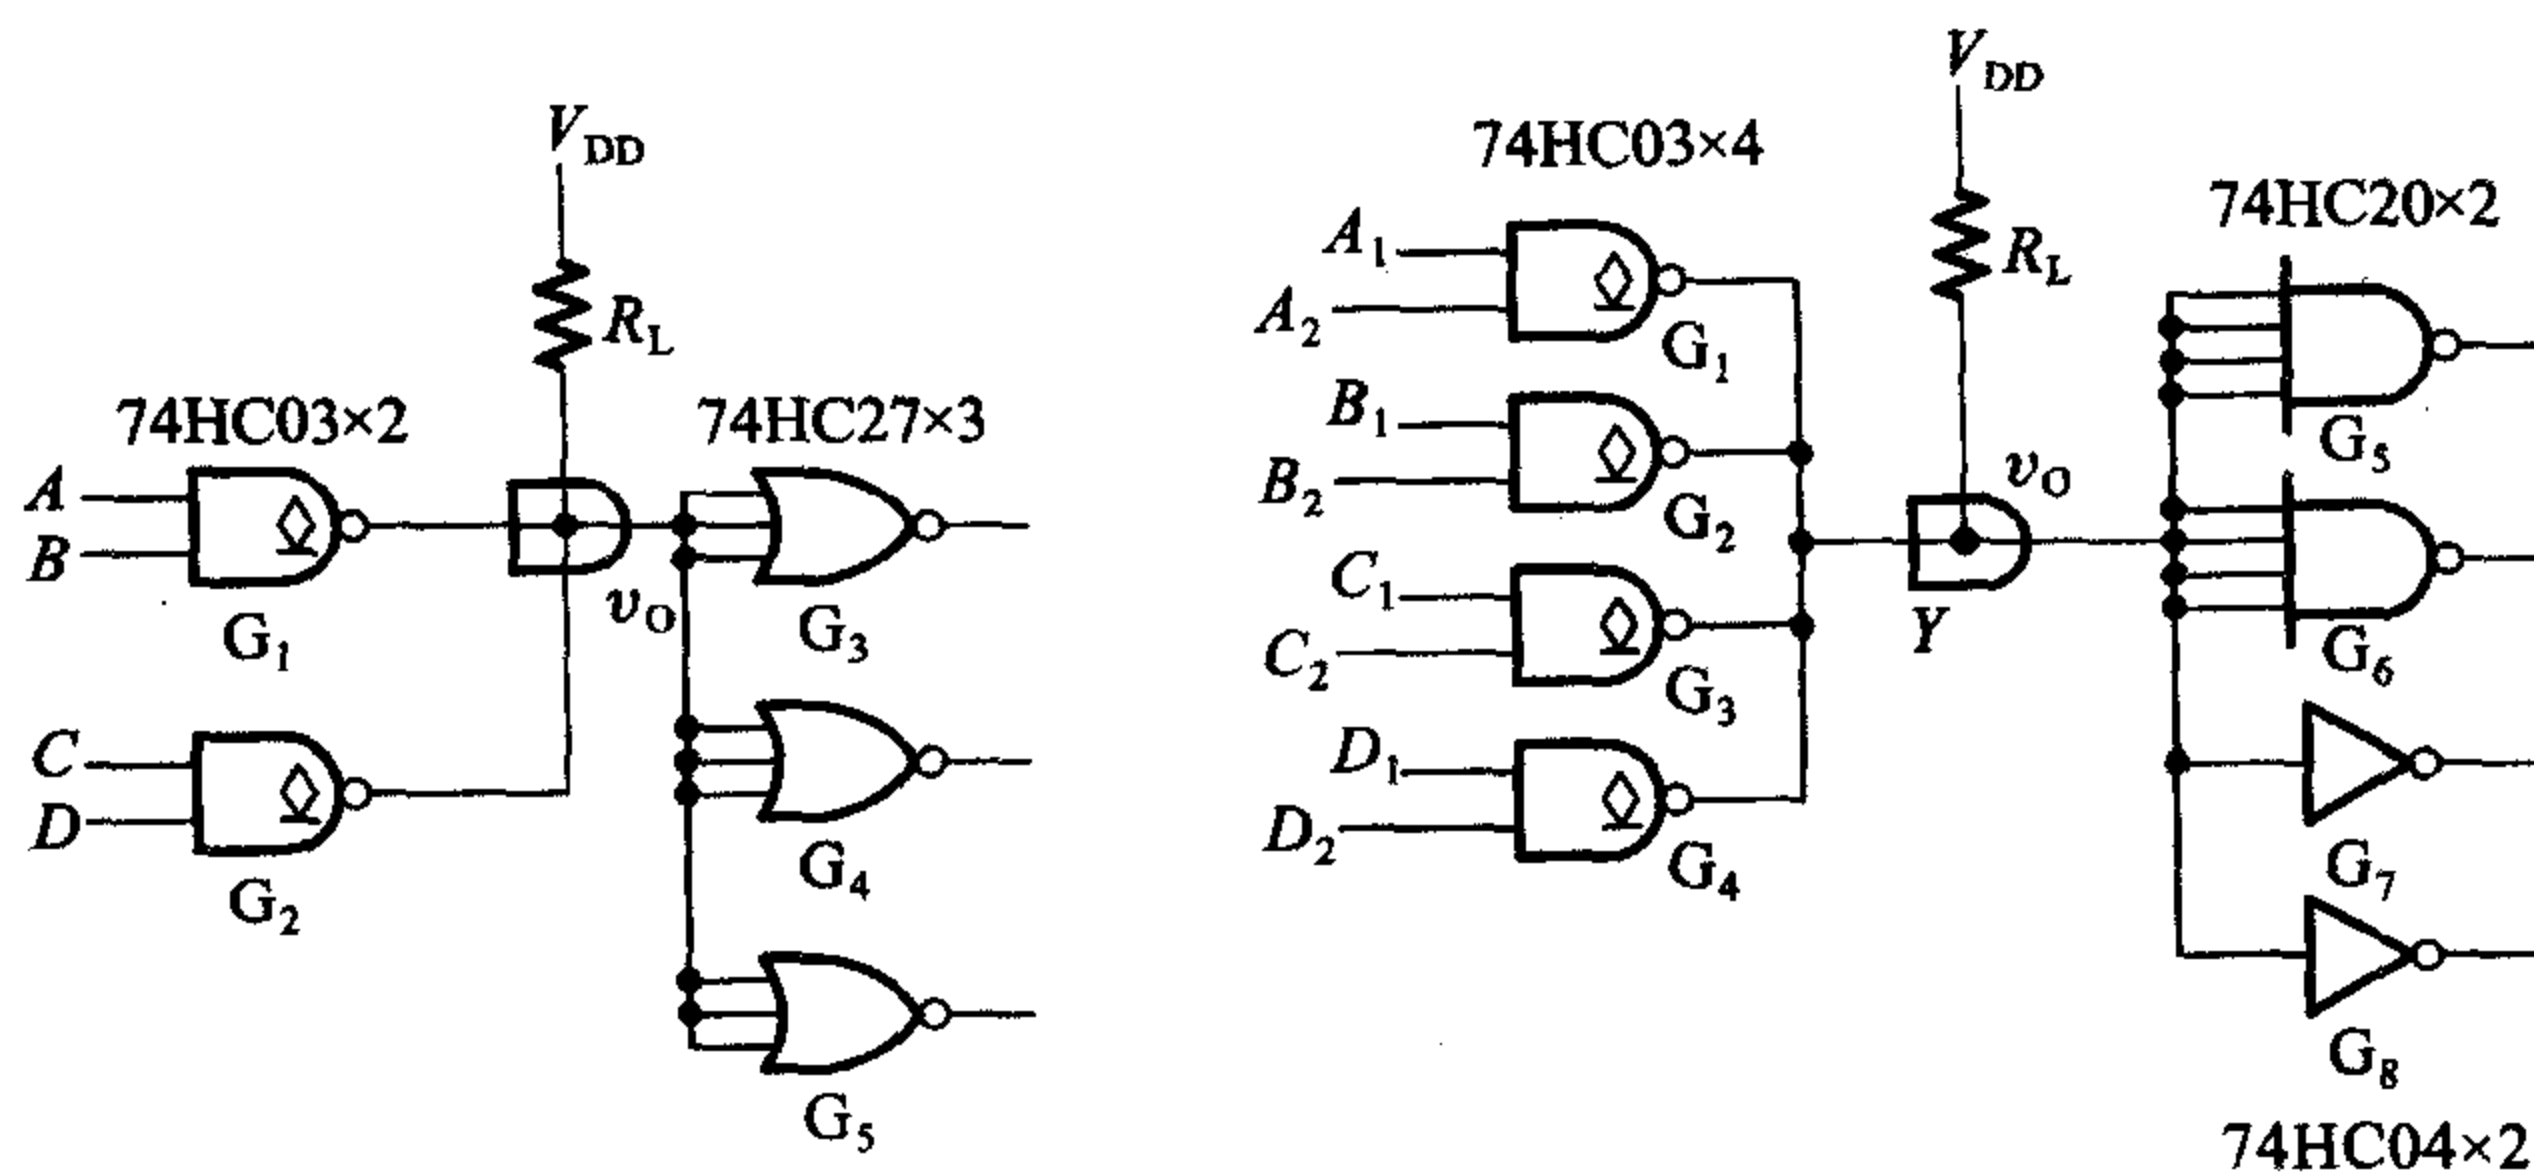 V_DD
R_L
74HC03×2
74HC27×3
A
B
G_1
v_O
G_3
C
D
G_2
G_4
G_5
V_DD
74HC03×4
R_L
74HC20×2
A_1
A_2
G_1
B_1
B_2
G_2
C_1
C_2
G_3
D_1
D_2
G_4
v_O
Y
G_5
G_6
G_7
G_8
74HC04×2